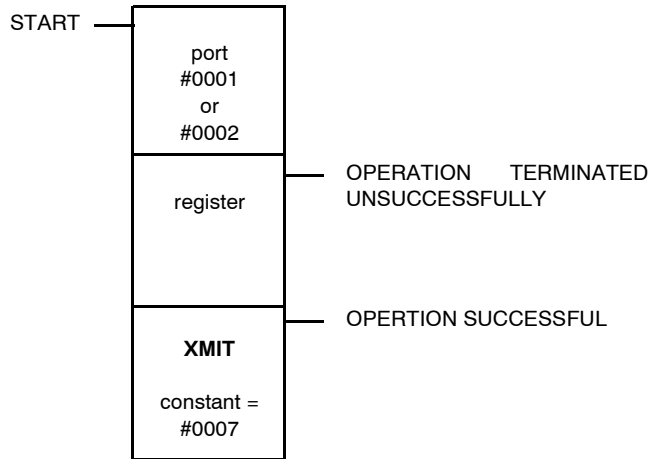 START
port
#0001
or
#0002
OPERATION TERMINATED
UNSUCCESSFULLY
register
OPERTION SUCCESSFUL
XMIT
constant =
#0007